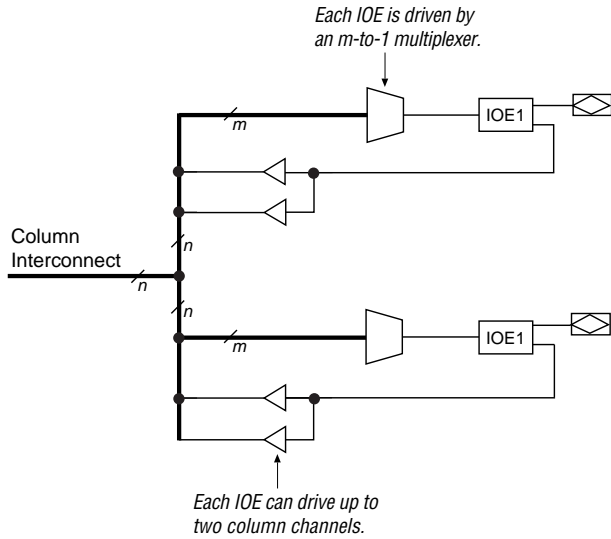 Each IOE is driven by
an m-to-1 multiplexer.
m
IOE1
n
Column
Interconnect
n
n
m
IOE1
Each IOE can drive up to
two column channels.